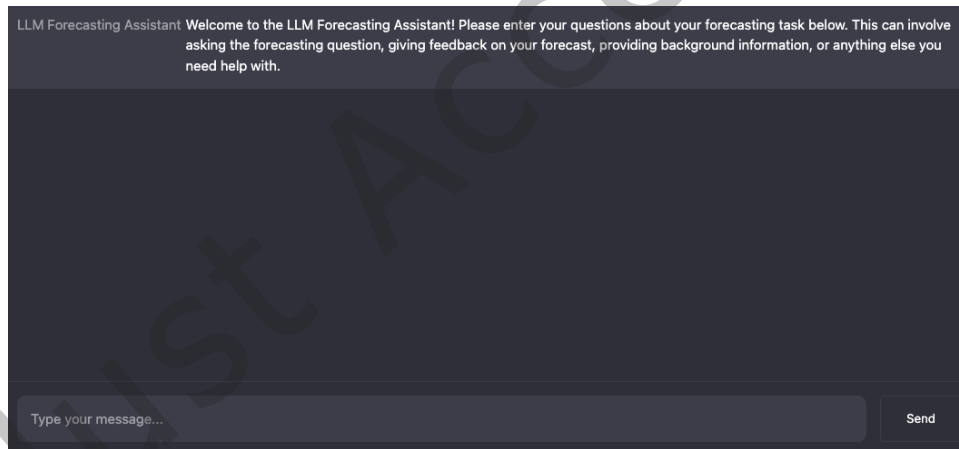 LLM Forecasting Assistant Welcome to the LLM Forecasting Assistant! Please enter your questions about your forecasting task below. This can involve
asking the forecasting question, giving feedback on your forecast, providing background information, or anything else you
need help with.
Just Acc
Type your message...
Send